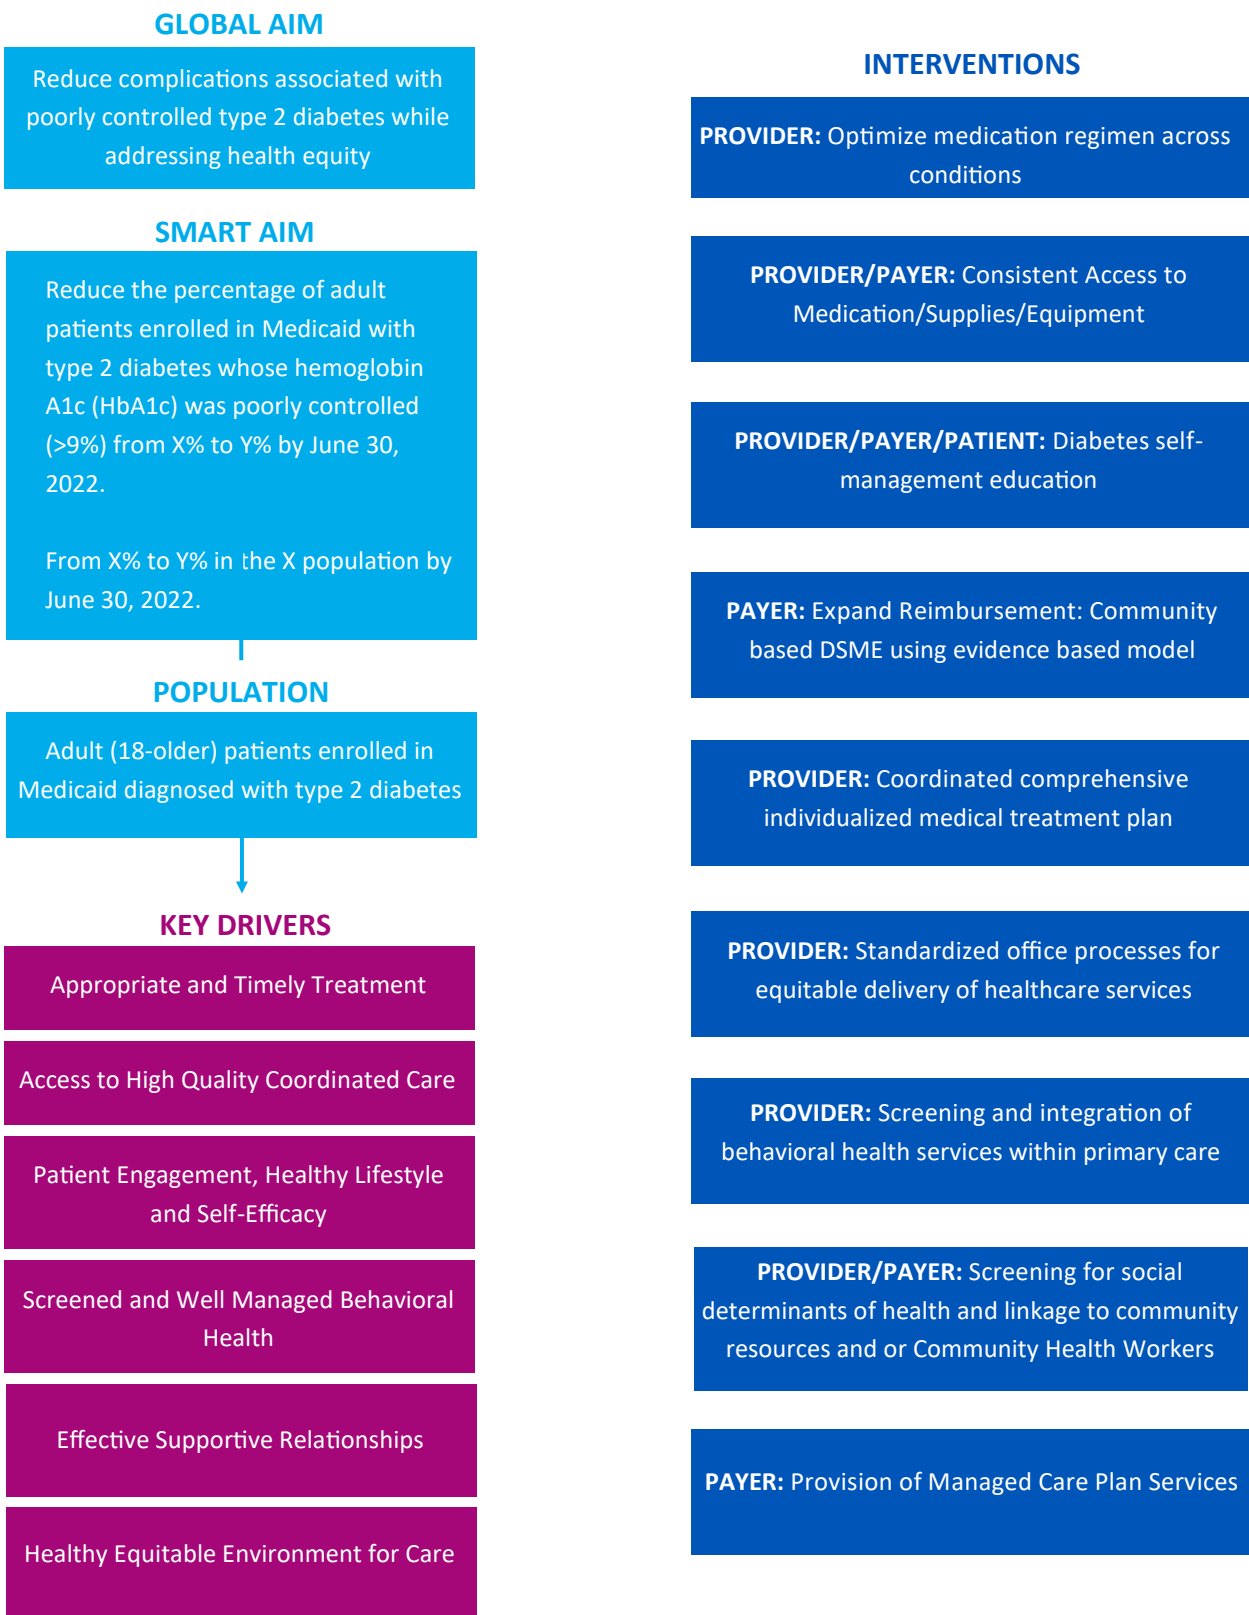 GLOBAL AIM
Reduce complications associated with
poorly controlled type 2 diabetes while
addressing health equity
SMART AIM
Reduce the percentage of adult
patients enrolled in Medicaid with
type 2 diabetes whose hemoglobin
A1c (HbA1c) was poorly controlled
(>9%) from X% to Y% by June 30,
2022.
From X% to Y% in the X population by
June 30, 2022.
POPULATION
Adult (18-older) patients enrolled in
Medicaid diagnosed with type 2 diabetes
KEY DRIVERS
Appropriate and Timely Treatment
Access to High Quality Coordinated Care
Patient Engagement, Healthy Lifestyle
and Self-Efficacy
Screened and Well Managed Behavioral
Health
Effective Supportive Relationships
Healthy Equitable Environment for Care
INTERVENTIONS
PROVIDER: Optimize medication regimen across
conditions
PROVIDER/PAYER: Consistent Access to
Medication/Supplies/Equipment
PROVIDER/PAYER/PATIENT: Diabetes self-
management education
PAYER: Expand Reimbursement: Community
based DSME using evidence based model
PROVIDER: Coordinated comprehensive
individualized medical treatment plan
PROVIDER: Standardized office processes for
equitable delivery of healthcare services
PROVIDER: Screening and integration of
behavioral health services within primary care
PROVIDER/PAYER: Screening for social
determinants of health and linkage to community
resources and or Community Health Workers
PAYER: Provision of Managed Care Plan Services